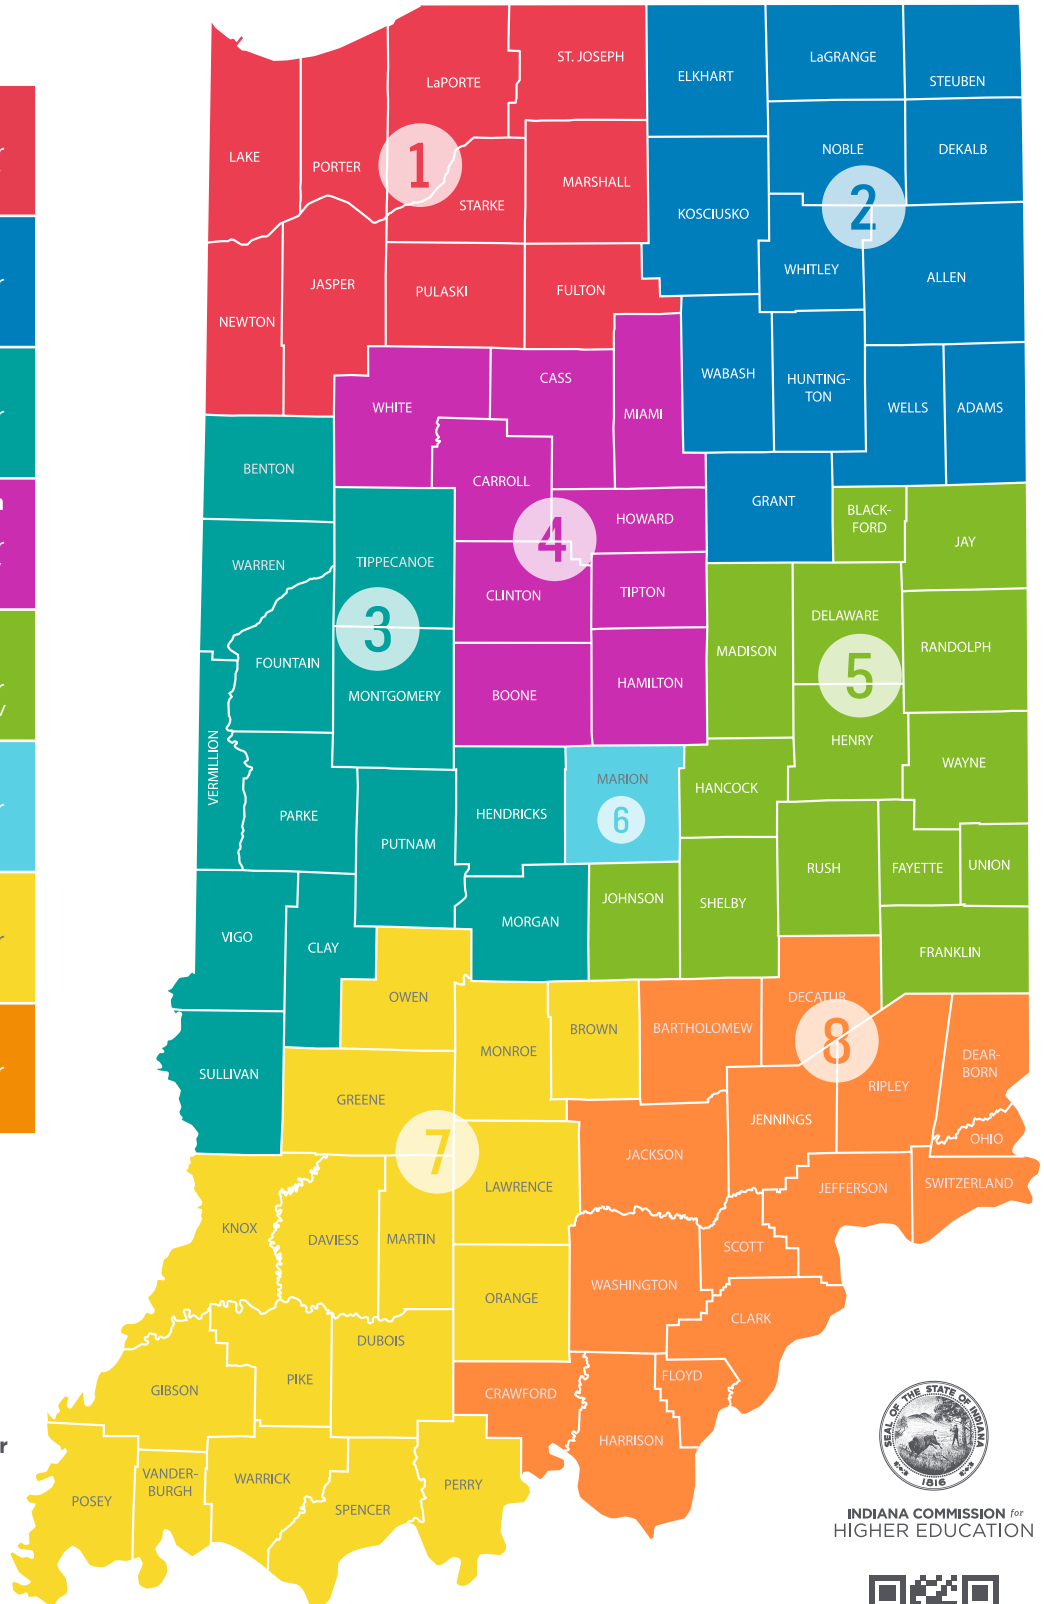 ST. JOSEPH
LaGRANGE
ELKHART
STEUBEN
LaPORTE
LAKE
PORTER
1
STARKE
MARSHALL
NOBLE
DEKALB
2
KOSCIUSKO
WHITLEY
ALLEN
JASPER
PULASKI
FULTON
NEWTON
WABASH
HUNTING-
TON
WELLS
ADAMS
WHITE
CASS
MIAMI
BENTON
CARROLL
GRANT
BLACK-
FORD
HOWARD
4
JAY
WARREN
TIPPECANOE
CLINTON
TIPTON
DELAWARE
3
MADISON
RANDOLPH
5
FOUNTAIN
MONTGOMERY
BOONE
HAMILTON
HENRY
WAYNE
VERMILLION
MARION
6
HANCOCK
PARKE
HENDRICKS
PUTNAM
RUSH
FAYETTE
UNION
JOHNSON
SHELBY
MORGAN
VIGO
CLAY
FRANKLIN
OWEN
DECATUR
BROWN
BARTHOLOMEW
8
MONROE
DEAR-
BORN
SULLIVAN
RIPLEY
GREENE
JENNINGS
OHIO
7
JACKSON
LAWRENCE
JEFFERSON
SWITZERLAND
KNOX
DAVIESS
MARTIN
SCOTT
WASHINGTON
ORANGE
CLARK
DUBOIS
PIKE
GIBSON
CRAWFORD
FLOYD
HARRISON
VANDER-
BURGH
WARRICK
PERRY
POSEY
SPENCER
SEAL OF THE STATE OF INDIANA
1816
INDIANA COMMISSION for
HIGHER EDUCATION